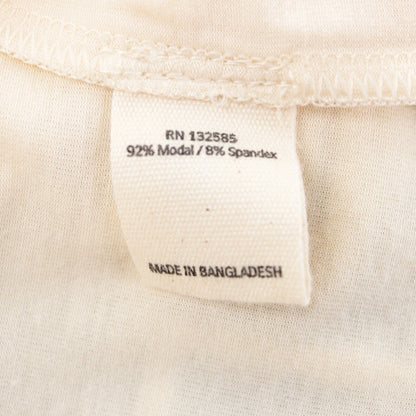 RN 132585
92% Modal / 8% Spandex
MADE IN BANGLADESH